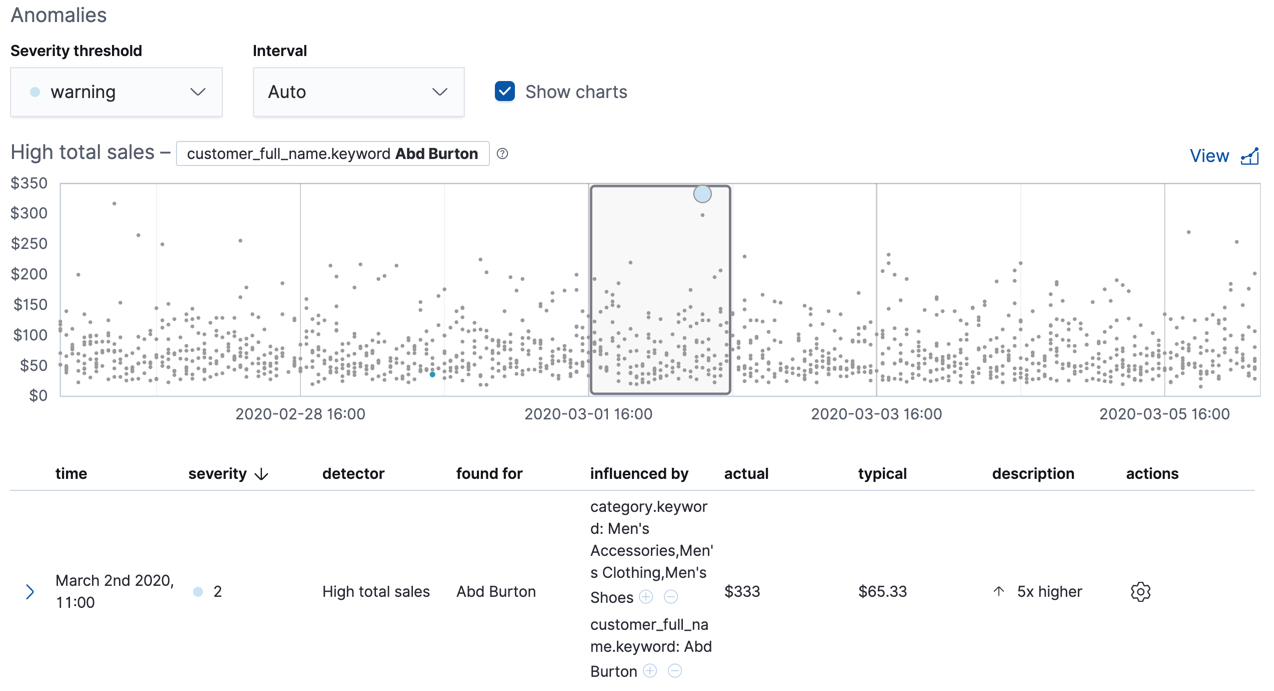 Anomalies
Severity threshold
Interval
warning
Auto
Show charts
High total sales – customer_full_name.keyword Abd Burton
View
$350
$300
$250
$200
$150
$100
$50
$0
2020-02-28 16:00
2020-03-01 16:00
2020-03-03 16:00
2020-03-05 16:00
time severity detector found for influenced by actual typical description actions
March 2nd 2020,
11:00
2
High total sales
Abd Burton
category.keywor
d: Men's
Accessories,Men'
s Clothing,Men's
Shoes
customer_full_na
me.keyword: Abd
Burton
$333
$65.33
5x higher